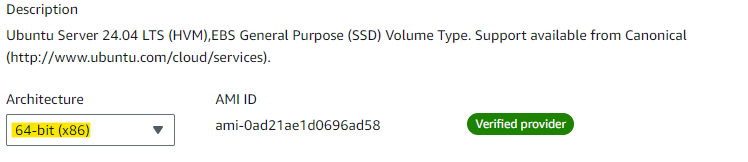 Description
Ubuntu Server 24.04 LTS (HVM),EBS General Purpose (SSD) Volume Type. Support available from Canonical
(http://www.ubuntu.com/cloud/services).
Architecture
AMI ID
64-bit (x86)
ami-0ad21ae1d0696ad58
Verified provider